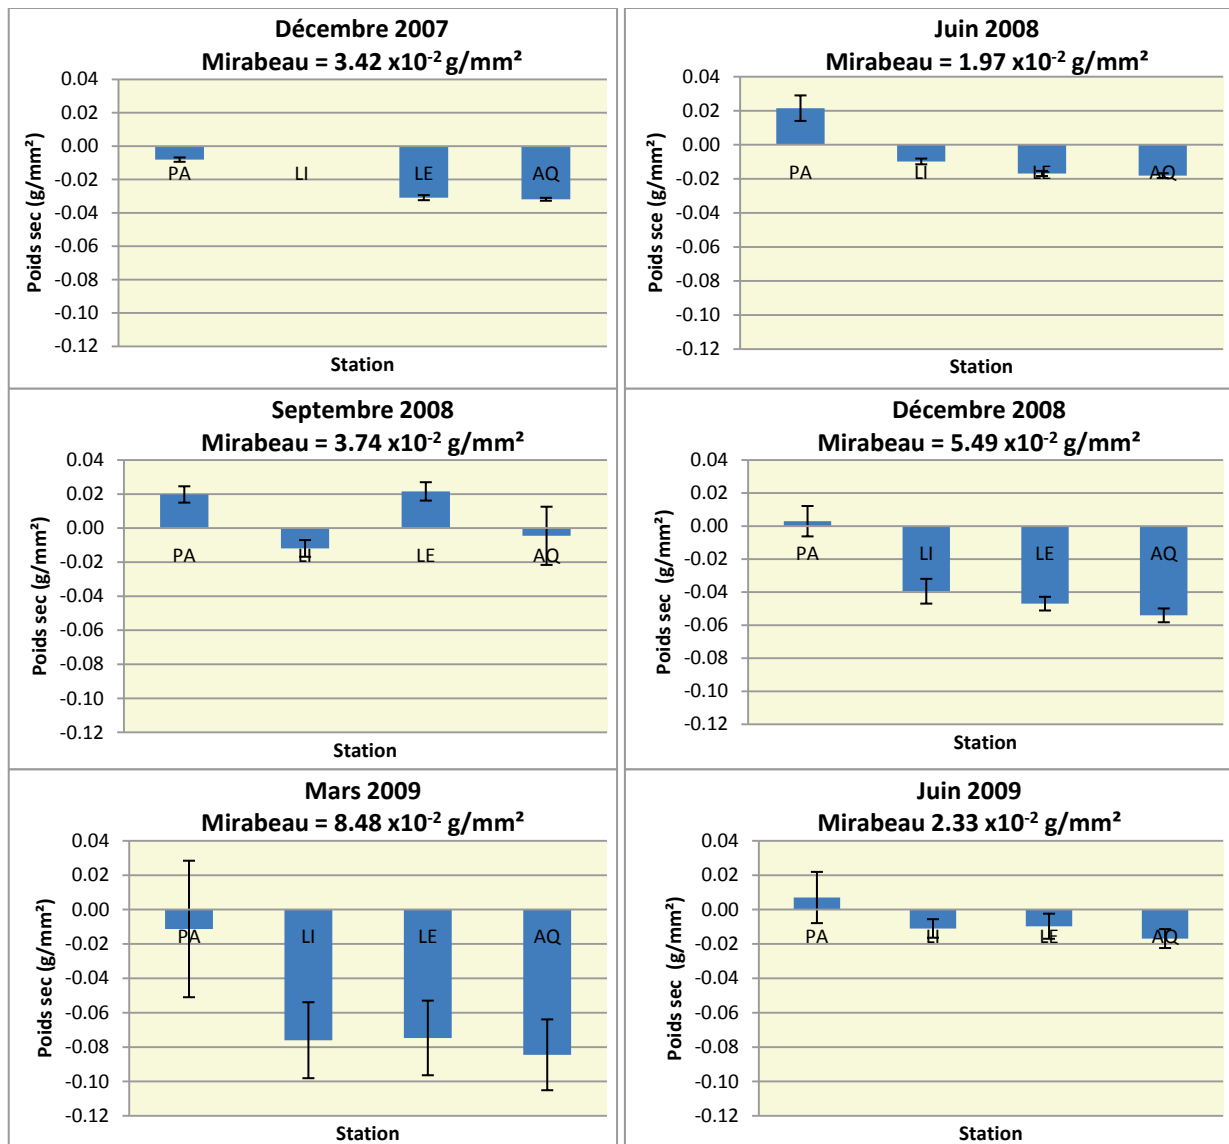 Décembre 2007
Mirabeau = 3.42 x10⁻² g/mm²
0.04
0.02
0.00
-0.02
-0.04
-0.06
-0.08
-0.10
-0.12
Poids sec (g/mm²)
PA LI LE AQ
Station
Juin 2008
Mirabeau = 1.97 x10⁻² g/mm²
0.04
0.02
0.00
-0.02
-0.04
-0.06
-0.08
-0.10
-0.12
Poids sce (g/mm²)
PA LI LE AQ
Station
Septembre 2008
Mirabeau = 3.74 x10⁻² g/mm²
0.04
0.02
0.00
-0.02
-0.04
-0.06
-0.08
-0.10
-0.12
Poids sec (g/mm²)
PA LI LE AQ
Station
Décembre 2008
Mirabeau = 5.49 x10⁻² g/mm²
0.04
0.02
0.00
-0.02
-0.04
-0.06
-0.08
-0.10
-0.12
Poids sec (g/mm²)
PA LI LE AQ
Station
Mars 2009
Mirabeau = 8.48 x10⁻² g/mm²
0.04
0.02
0.00
-0.02
-0.04
-0.06
-0.08
-0.10
-0.12
Poids sec (g/mm²)
PA LI LE AQ
Station
Juin 2009
Mirabeau 2.33 x10⁻² g/mm²
0.04
0.02
0.00
-0.02
-0.04
-0.06
-0.08
-0.10
-0.12
Poids sec (g/mm²)
PA LI LE AQ
Station